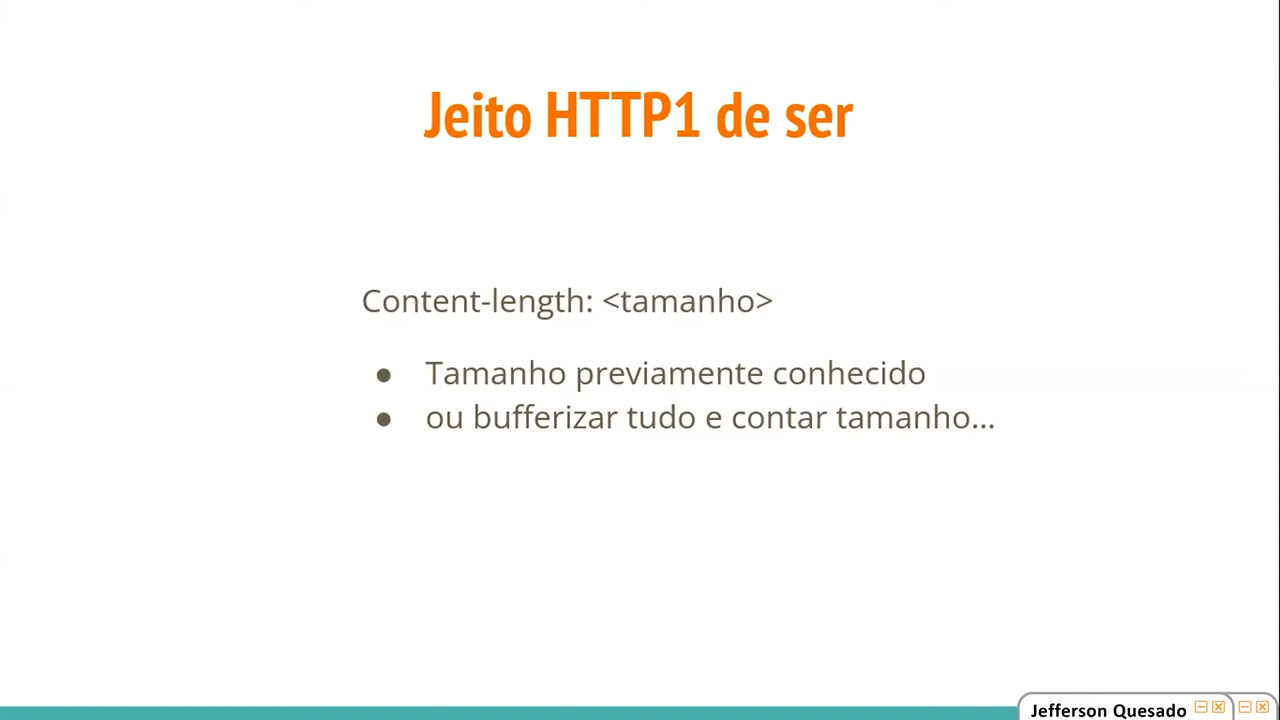 Jeito HTTP1 de ser
Content-length: <tamanho>
● Tamanho previamente conhecido
● ou bufferizar tudo e contar tamanho...
Jefferson Quesado